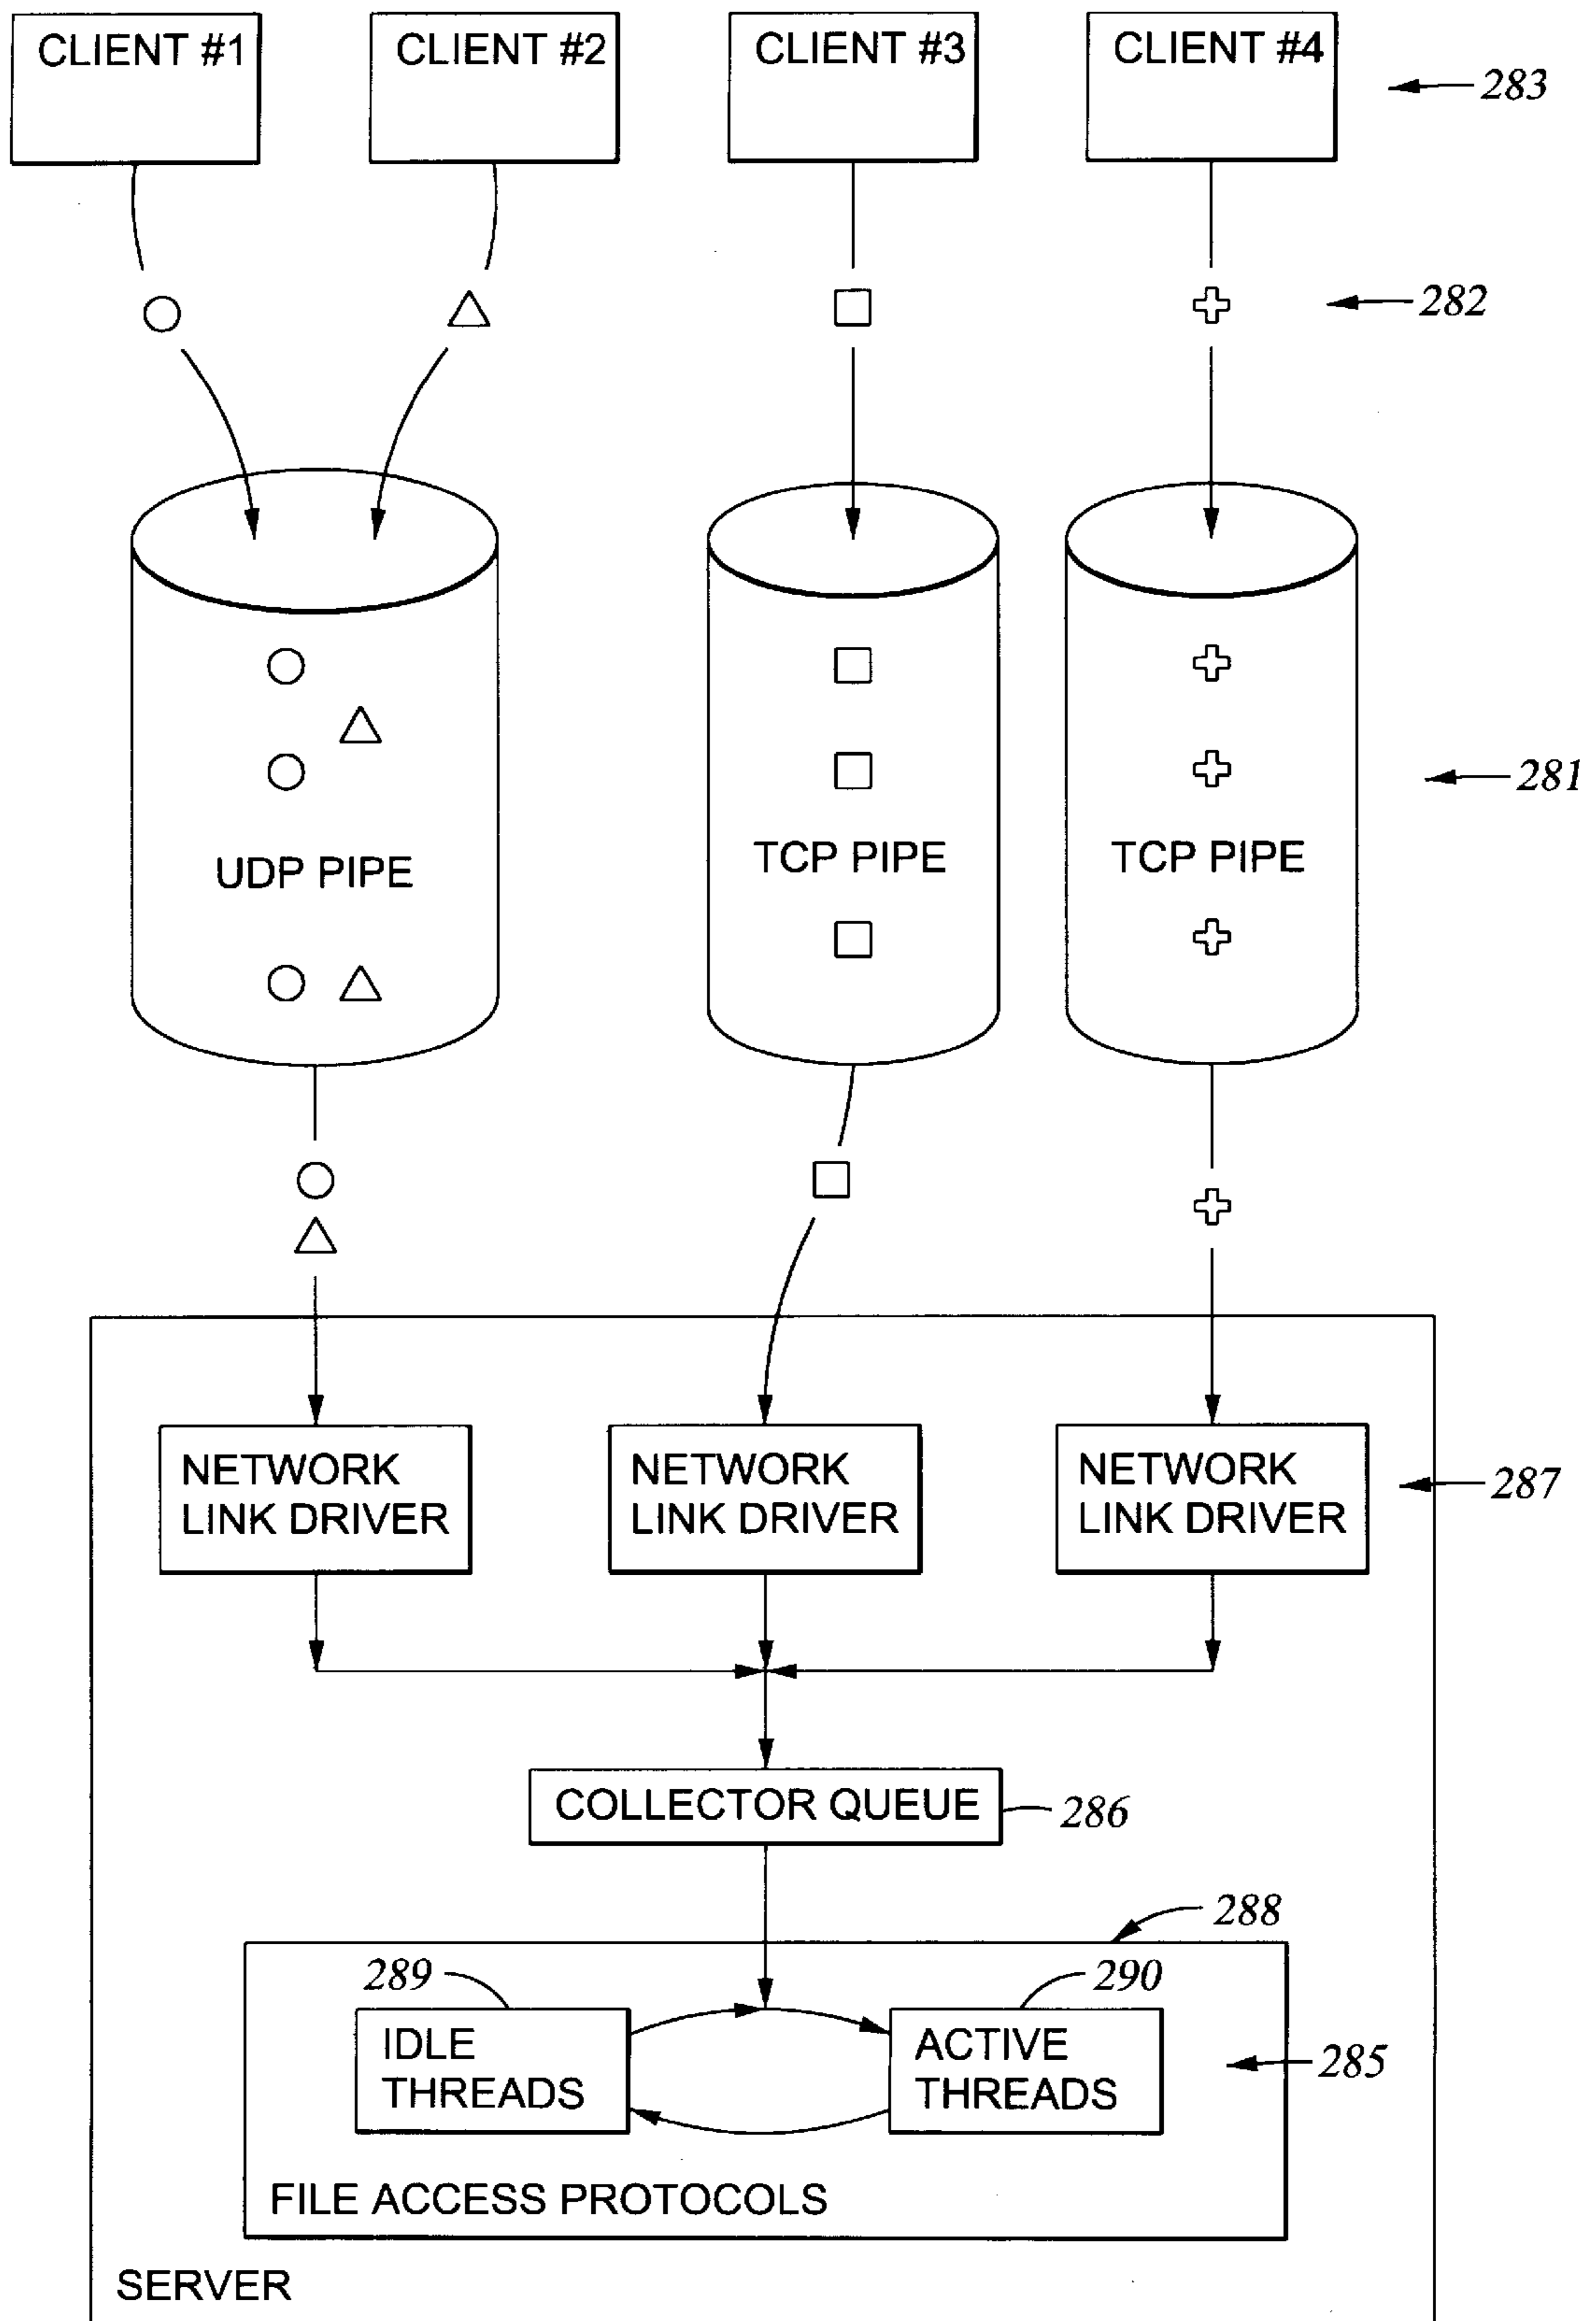 CLIENT #1
CLIENT #2
CLIENT #3
CLIENT #4
283
282
281
UDP PIPE
TCP PIPE
TCP PIPE
NETWORK
LINK DRIVER
NETWORK
LINK DRIVER
NETWORK
LINK DRIVER
287
COLLECTOR QUEUE
286
288
289
290
IDLE
THREADS
ACTIVE
THREADS
285
FILE ACCESS PROTOCOLS
SERVER